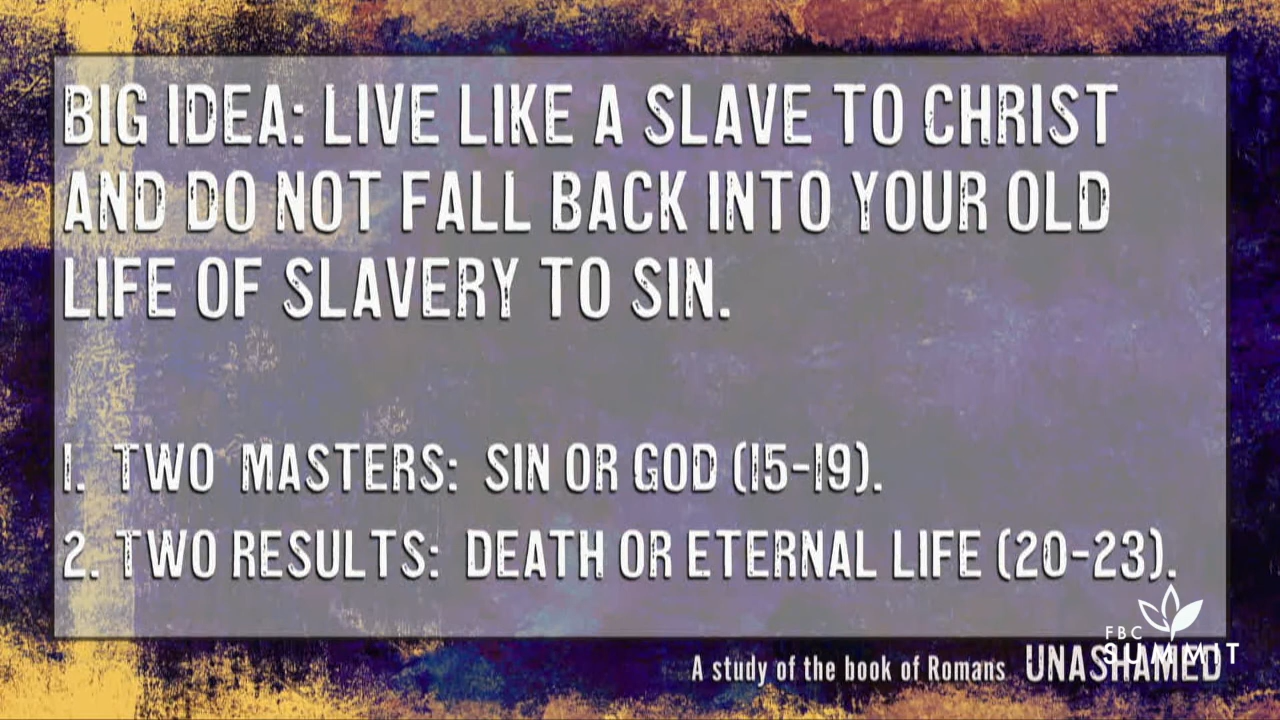 BIG IDEA: LIVE LIKE A SLAVE TO CHRIST
AND DO NOT FALL BACK INTO YOUR OLD
LIFE OF SLAVERY TO SIN.
1. TWO MASTERS: SIN OR GOD (15-19).
2. TWO RESULTS: DEATH OR ETERNAL LIFE (20-23).
FBC
SUMMIT
A study of the book of Romans UNASHAMED